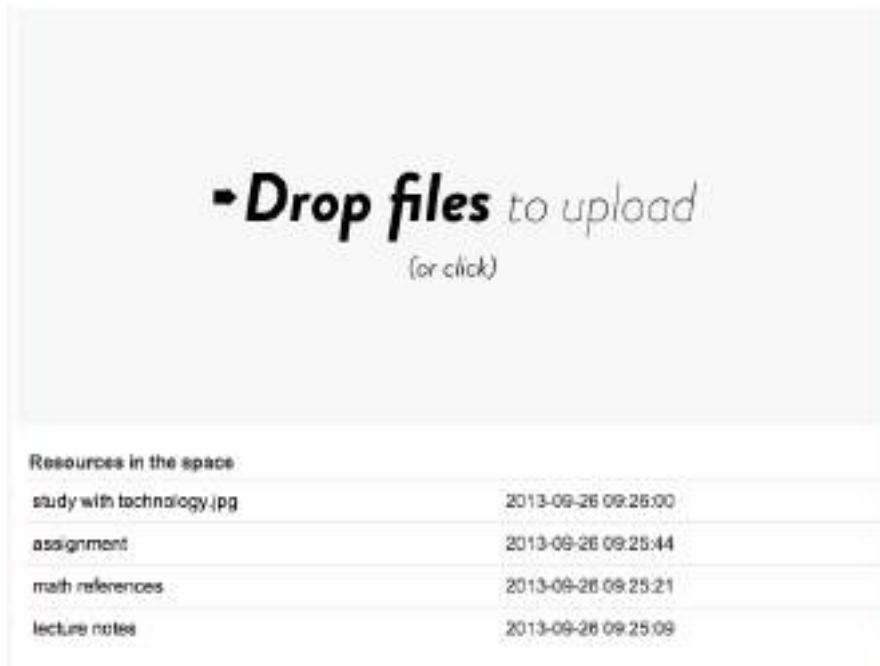 Drop files to upload
(or click)
Resources in the space
study with technology.jpg 2013-09-26 09:26:00
assignment 2013-09-26 09:25:44
math references 2013-09-26 09:25:21
lecture notes 2013-09-26 09:25:09